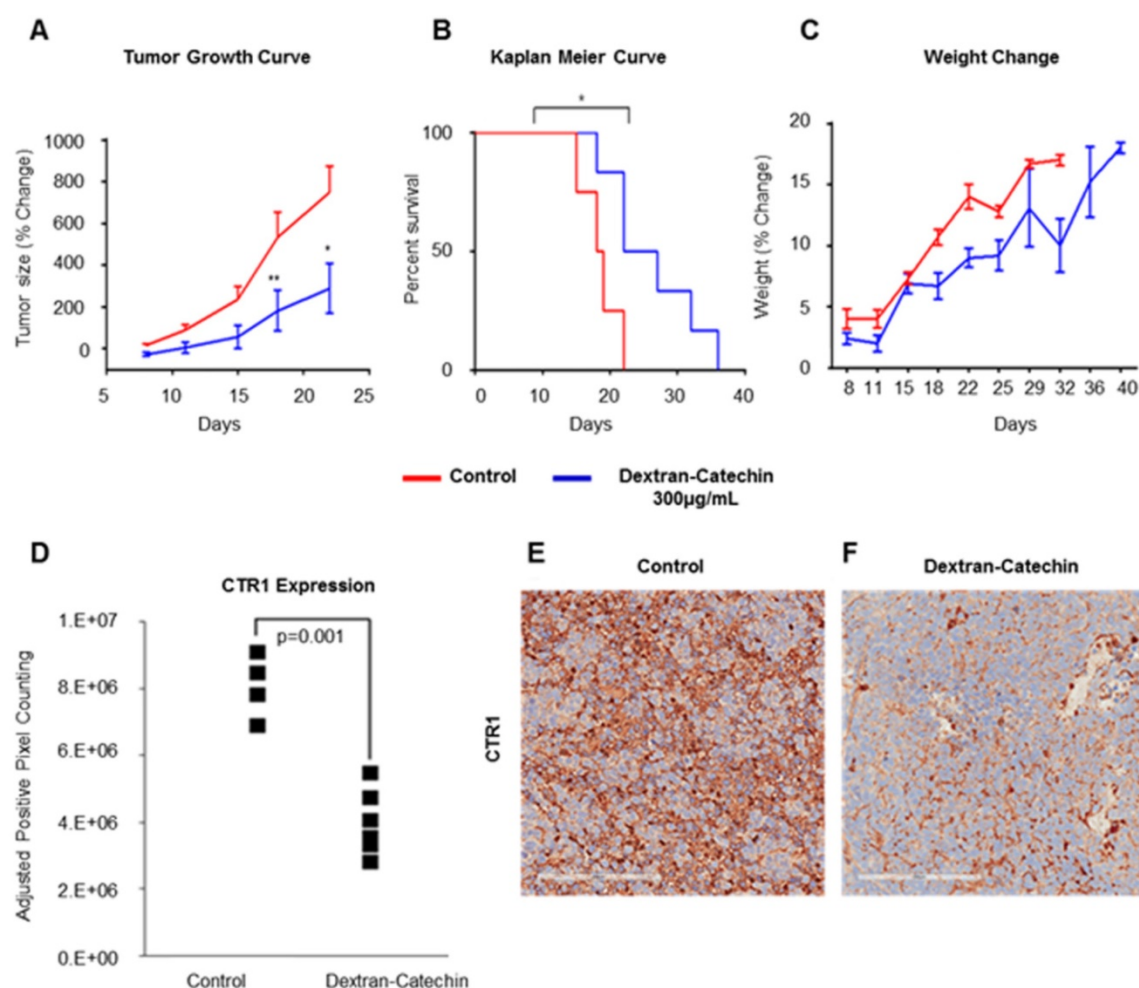 A
Tumor Growth Curve
Tumor size (% Change)
1000
800
600
400
200
0
**
*
5 10 15 20 25
Days
B
Kaplan Meier Curve
*
Percent survival
100
50
0
0 10 20 30 40
Days
C
Weight Change
Weight (% Change)
20
15
10
5
0
8 11 15 18 22 25 29 32 36 40
Days
Control
Dextran-Catechin
300µg/mL
D
CTR1 Expression
Adjusted Positive Pixel Counting
1.E+07
8.E+06
6.E+06
4.E+06
2.E+06
0.E+00
p=0.001
Control Dextran-Catechin
E
Control
CTR1
F
Dextran-Catechin